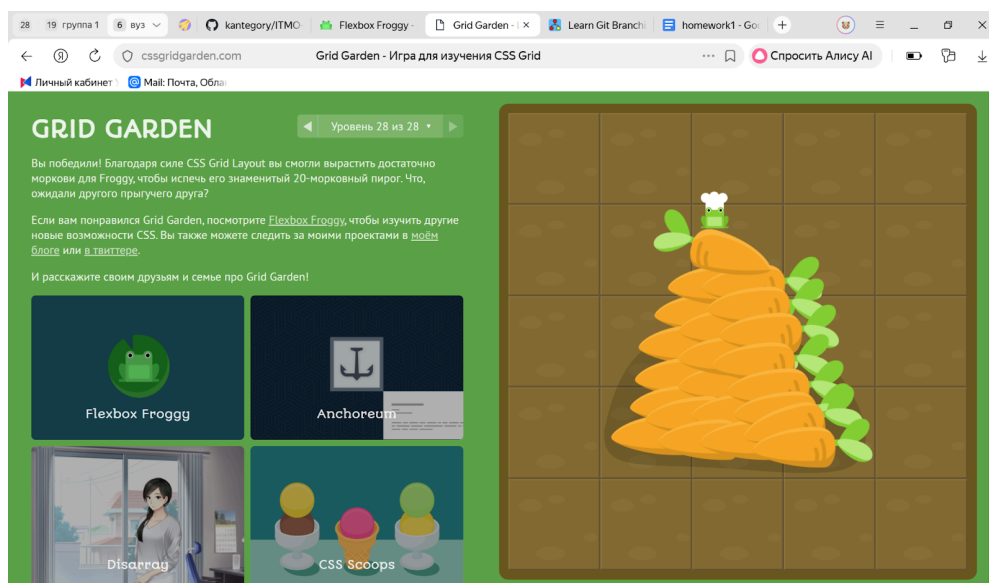 28
19 группа 1
6 вуз
kantegory/ITMO-
Flexbox Froggy -
Grid Garden - І
Learn Git Branchi
homework1 - Goo
cssgridgarden.com
Grid Garden - Игра для изучения CSS Grid
Спросить Алису AI
Личный кабинет
Mail: Почта, Обла
GRID GARDEN
Уровень 28 из 28
Вы победили! Благодаря силе CSS Grid Layout вы смогли вырастить достаточно
моркови для Froggy, чтобы испечь его знаменитый 20-морковный пирог. Что,
ожидали другого прыгучего друга?
Если вам понравился Grid Garden, посмотрите Flexbox Froggy, чтобы изучить другие
новые возможности CSS. Вы также можете следить за моими проектами в моём
блоге или в твиттере.
И расскажите своим друзьям и семье про Grid Garden!
Flexbox Froggy
Anchoreum
Disarray
CSS Scoops